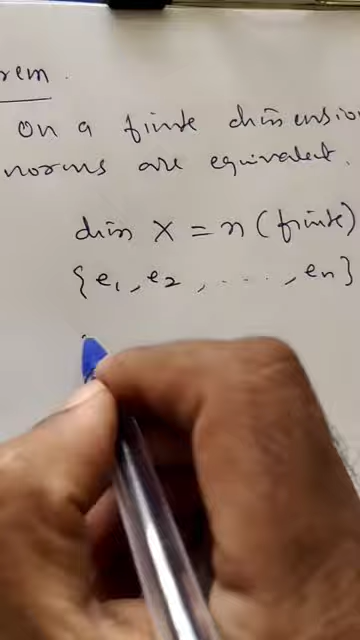 rem.
On a finite dimension
norms are equivalent.
dim X = n (finite)
{e₁, e₂, ...., eₙ}